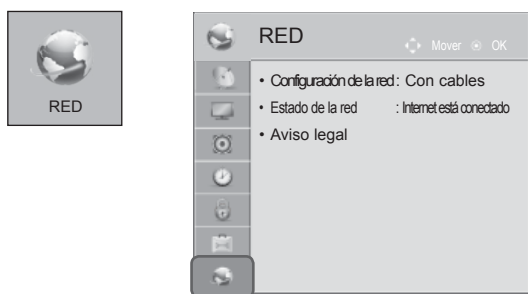 RED
RED
Mover OK
• Configuración de la red : Con cables
• Estado de la red : Internet está conectado
• Aviso legal